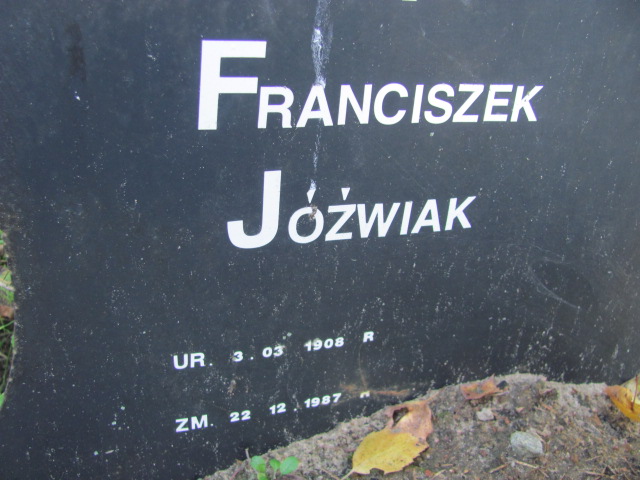 Franciszek
Jóźwiak
UR. 3.03 1908 R
ZM. 22 12.1987 R